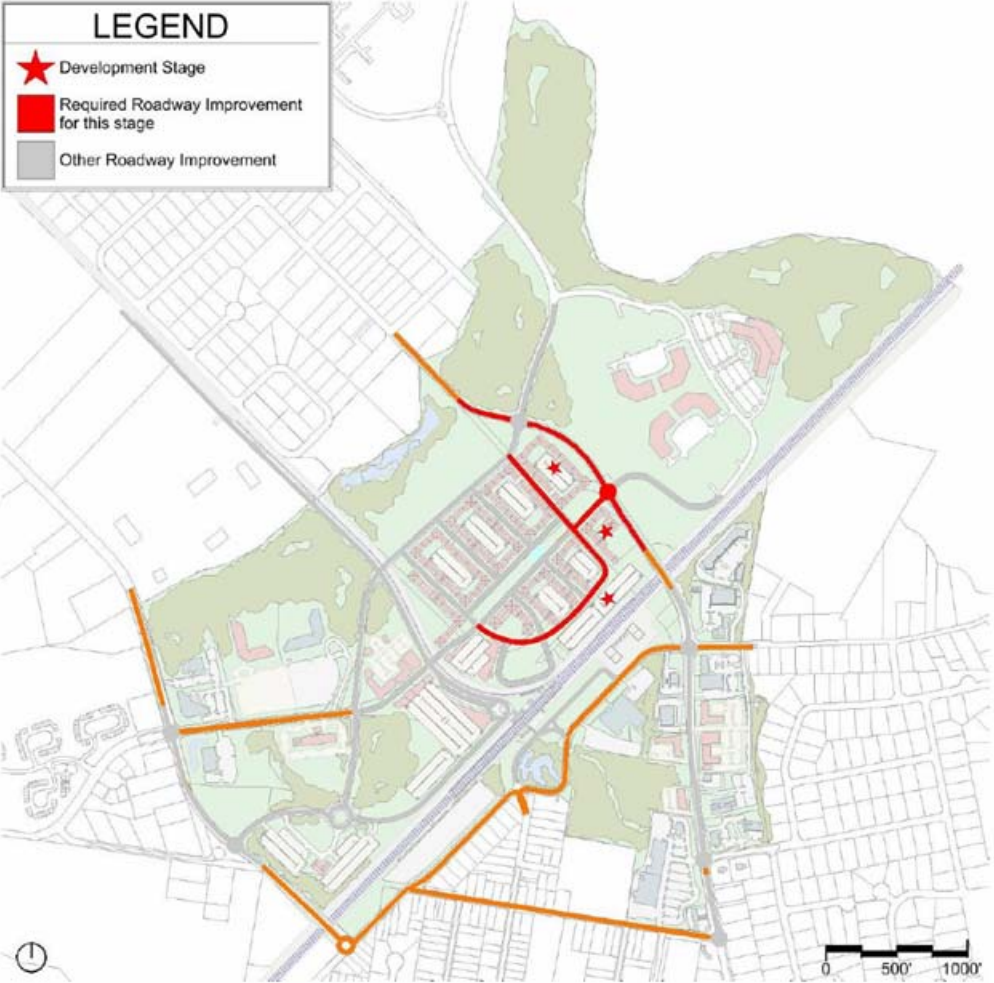 LEGEND
Development Stage
Required Roadway Improvement
for this stage
Other Roadway Improvement
0 500' 1000'